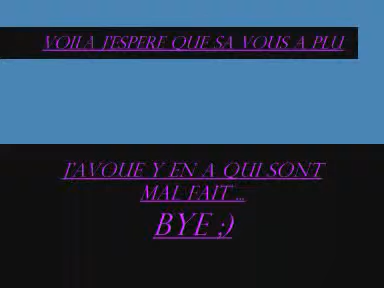 VOILA J'ESPERE QUE SA VOUS A PLU
J'AVOUE Y EN A QUI SONT
MAL FAIT ...
BYE ;)